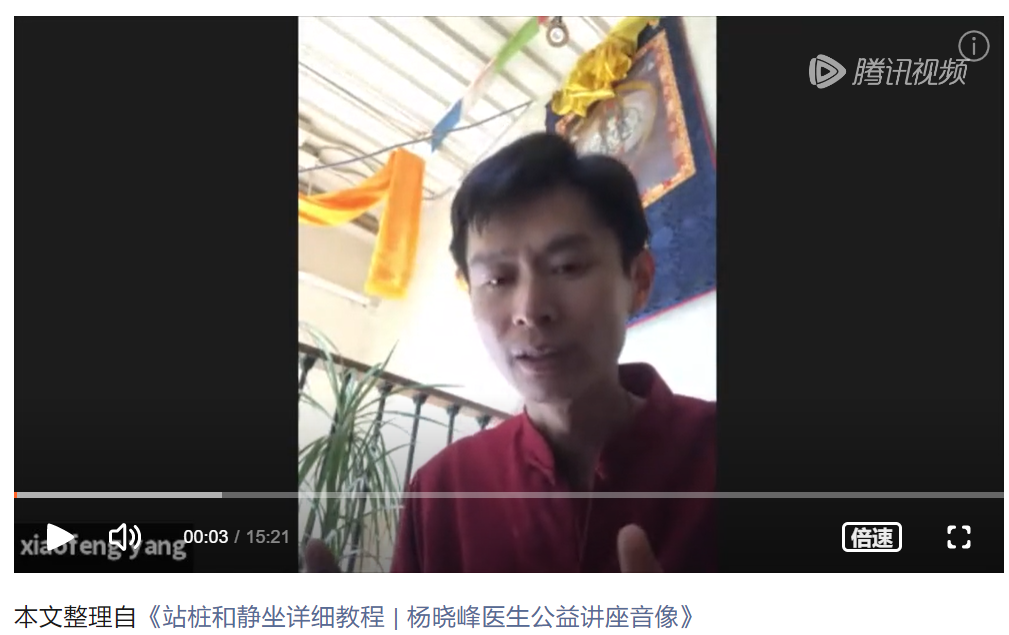 腾讯视频
xiaofeng yang
00:03 / 15:21
倍速
本文整理自《站桩和静坐详细教程 | 杨晓峰医生公益讲座音像》